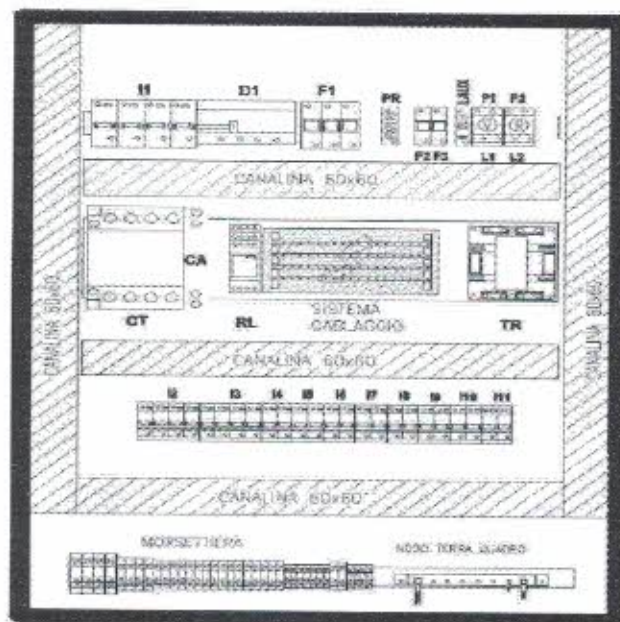 I1 D1 F1 PR LAUX P1 P2
F2 F3 L1 L2
CANALINA 60x60
CA
CT RL SISTEMA CABLAGGIO TR
CANALINA 60x60
CANALINA 60x60
CANALINA 60x60
I2 I3 I4 I5 I6 I7 I8 I9 I10 I11
CANALINA 60x60
MORSETTIERA
NODO TERRA QUADRO